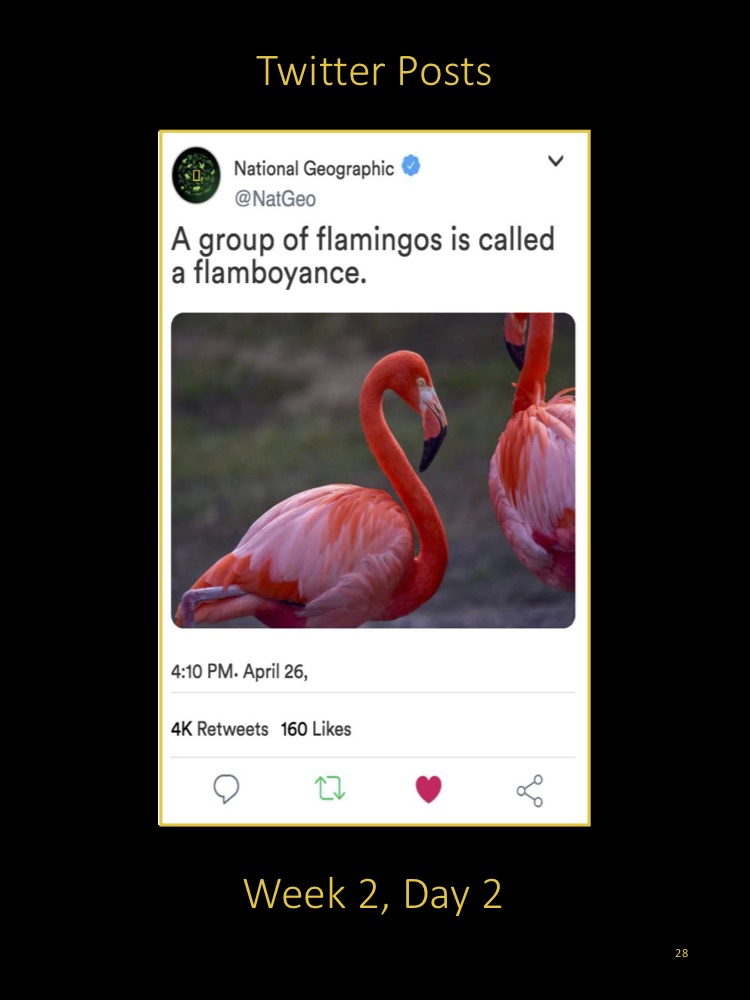 Twitter Posts
National Geographic
@NatGeo
A group of flamingos is called
a flamboyance.
4:10 PM. April 26,
4K Retweets 160 Likes
Week 2, Day 2
28